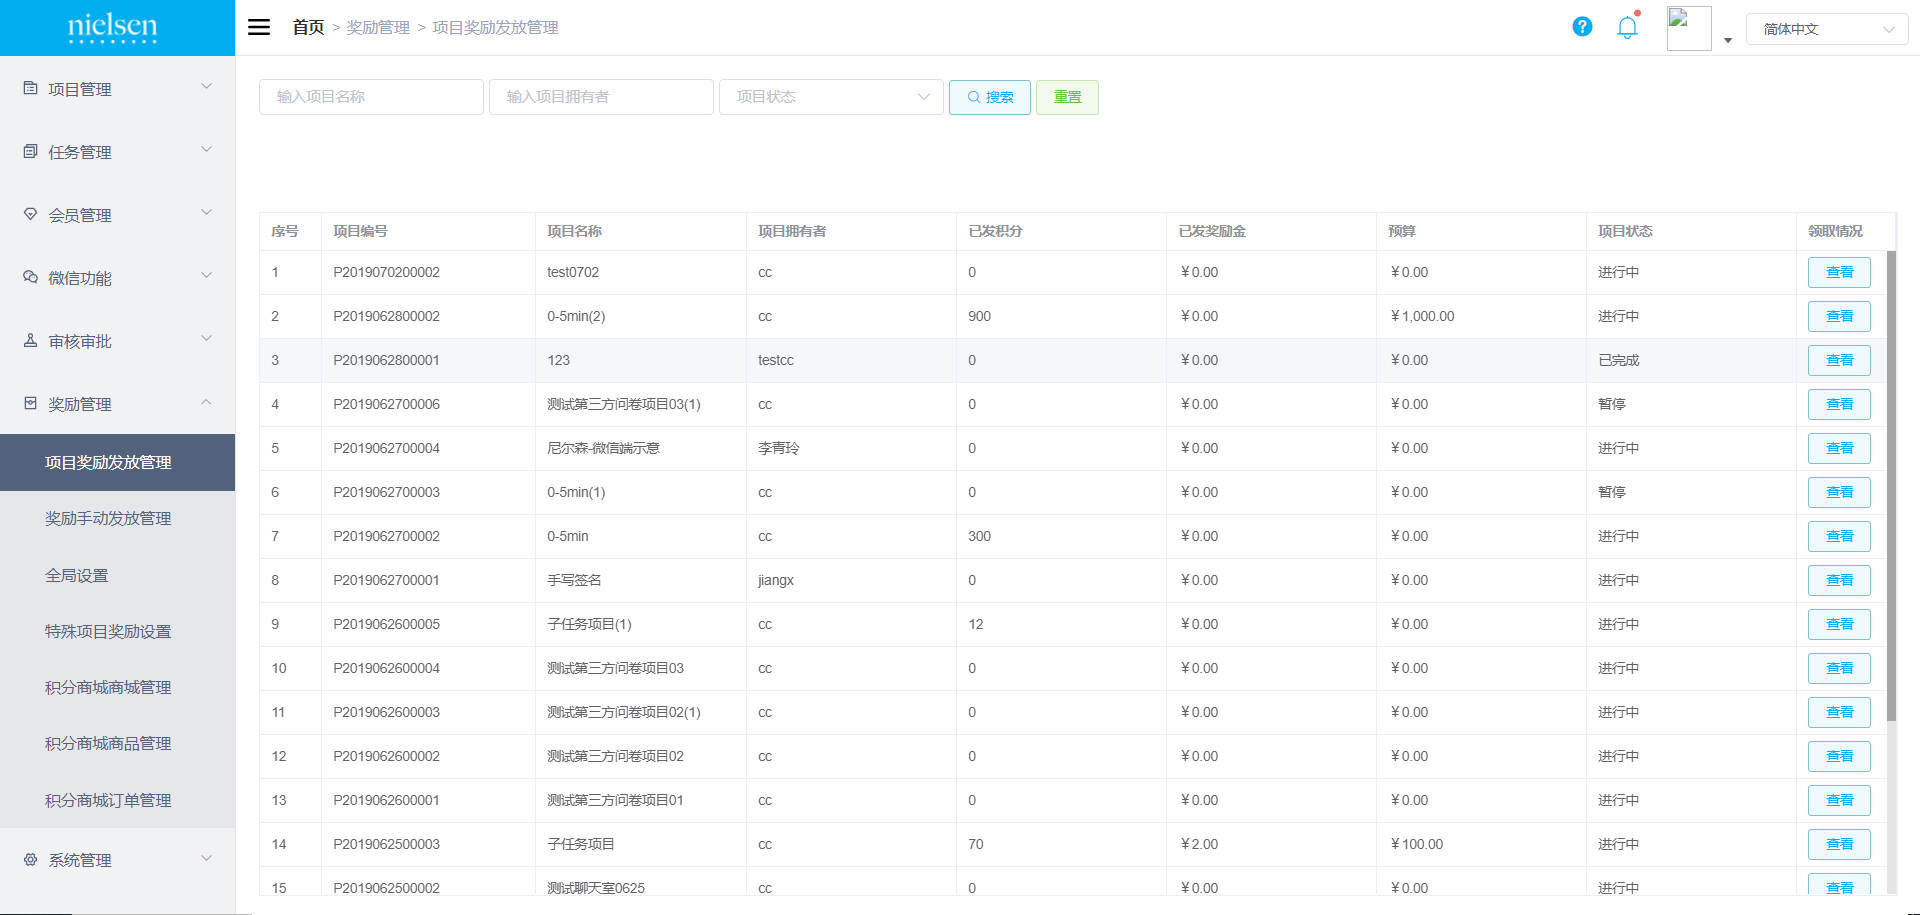 nielsen
首页 > 奖励管理 > 项目奖励发放管理
?
简体中文
项目管理
任务管理
会员管理
微信功能
审核审批
奖励管理
项目奖励发放管理
奖励手动发放管理
全局设置
特殊项目奖励设置
积分商城商城管理
积分商城商品管理
积分商城订单管理
系统管理
输入项目名称 输入项目拥有者 项目状态 搜索 重置
序号 项目编号 项目名称 项目拥有者 已发积分 已发奖励金 预算 项目状态 领取情况
1 P2019070200002 test0702 cc 0 ￥0.00 ￥0.00 进行中 查看
2 P2019062800002 0-5min(2) cc 900 ￥0.00 ￥1,000.00 进行中 查看
3 P2019062800001 123 testcc 0 ￥0.00 ￥0.00 已完成 查看
4 P2019062700006 测试第三方问卷项目03(1) cc 0 ￥0.00 ￥0.00 暂停 查看
5 P2019062700004 尼尔森-微信端示意 李青玲 0 ￥0.00 ￥0.00 进行中 查看
6 P2019062700003 0-5min(1) cc 0 ￥0.00 ￥0.00 暂停 查看
7 P2019062700002 0-5min cc 300 ￥0.00 ￥0.00 进行中 查看
8 P2019062700001 手写签名 jiangx 0 ￥0.00 ￥0.00 进行中 查看
9 P2019062600005 子任务项目(1) cc 12 ￥0.00 ￥0.00 进行中 查看
10 P2019062600004 测试第三方问卷项目03 cc 0 ￥0.00 ￥0.00 进行中 查看
11 P2019062600003 测试第三方问卷项目02(1) cc 0 ￥0.00 ￥0.00 进行中 查看
12 P2019062600002 测试第三方问卷项目02 cc 0 ￥0.00 ￥0.00 进行中 查看
13 P2019062600001 测试第三方问卷项目01 cc 0 ￥0.00 ￥0.00 进行中 查看
14 P2019062500003 子任务项目 cc 70 ￥2.00 ￥100.00 进行中 查看
15 P2019062500002 测试聊天室0625 cc 0 ￥0.00 ￥0.00 进行中 查看